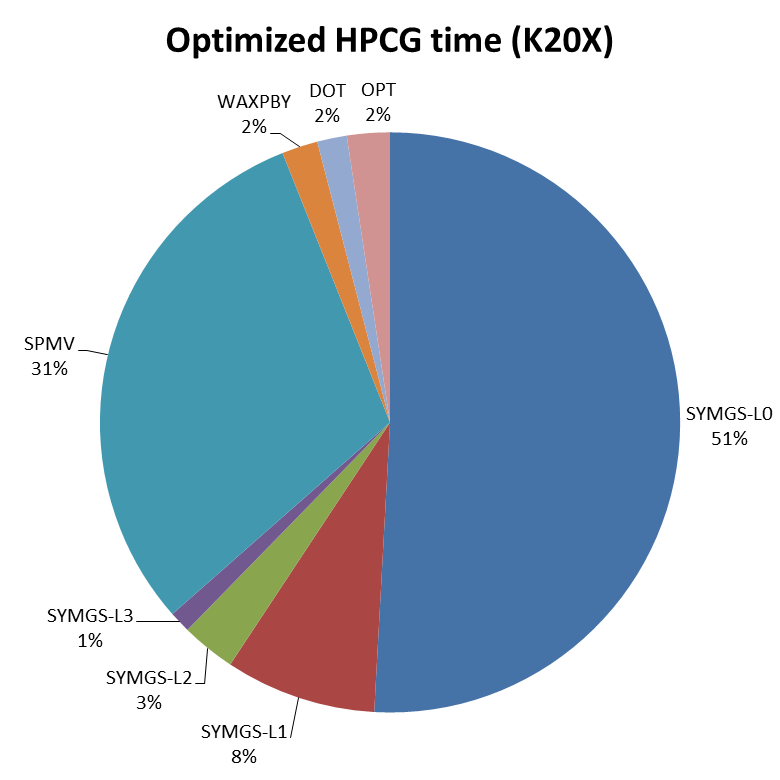 Optimized HPCG time (K20X)
WAXPBY
2%
DOT
2%
OPT
2%
SPMV
31%
SYMGS-L0
51%
SYMGS-L3
1%
SYMGS-L2
3%
SYMGS-L1
8%